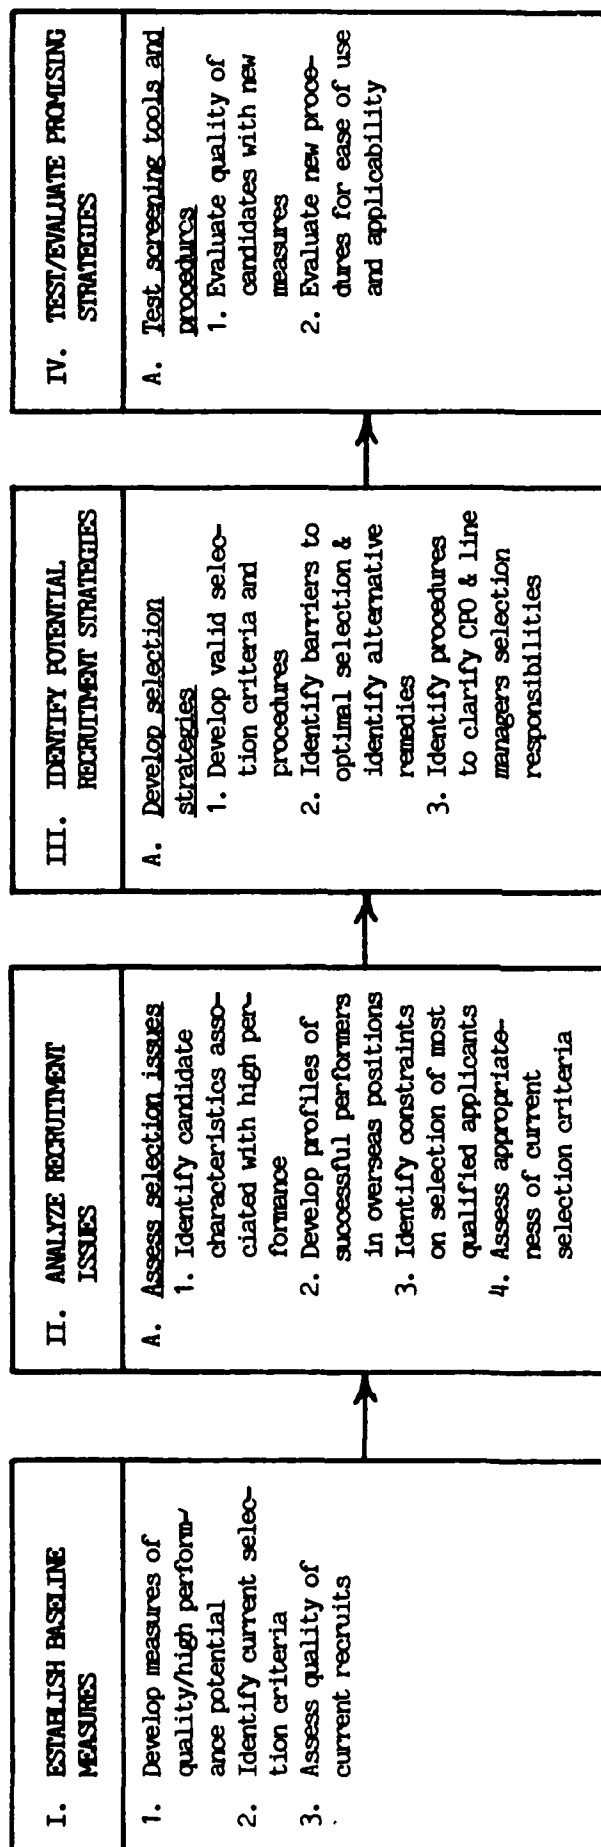 I. ESTABLISH BASELINE
MEASURES
1. Develop measures of
quality/high perform-
ance potential
2. Identify current selec-
tion criteria
3. Assess quality of
current recruits
II. ANALYZE RECRUITMENT
ISSUES
A. Assess selection issues
1. Identify candidate
characteristics asso-
ciated with high per-
formance
2. Develop profiles of
successful performers
in overseas positions
3. Identify constraints
on selection of most
qualified applicants
4. Assess appropriate-
ness of current
selection criteria
III. IDENTIFY POTENTIAL
RECRUITMENT STRATEGIES
A. Develop selection
strategies
1. Develop valid selec-
tion criteria and
procedures
2. Identify barriers to
optimal selection &
identify alternative
remedies
3. Identify procedures
to clarify CPO & line
managers selection
responsibilities
IV. TEST/EVALUATE PROMISING
STRATEGIES
A. Test screening tools and
procedures
1. Evaluate quality of
candidates with new
measures
2. Evaluate new proce-
dures for ease of use
and applicability